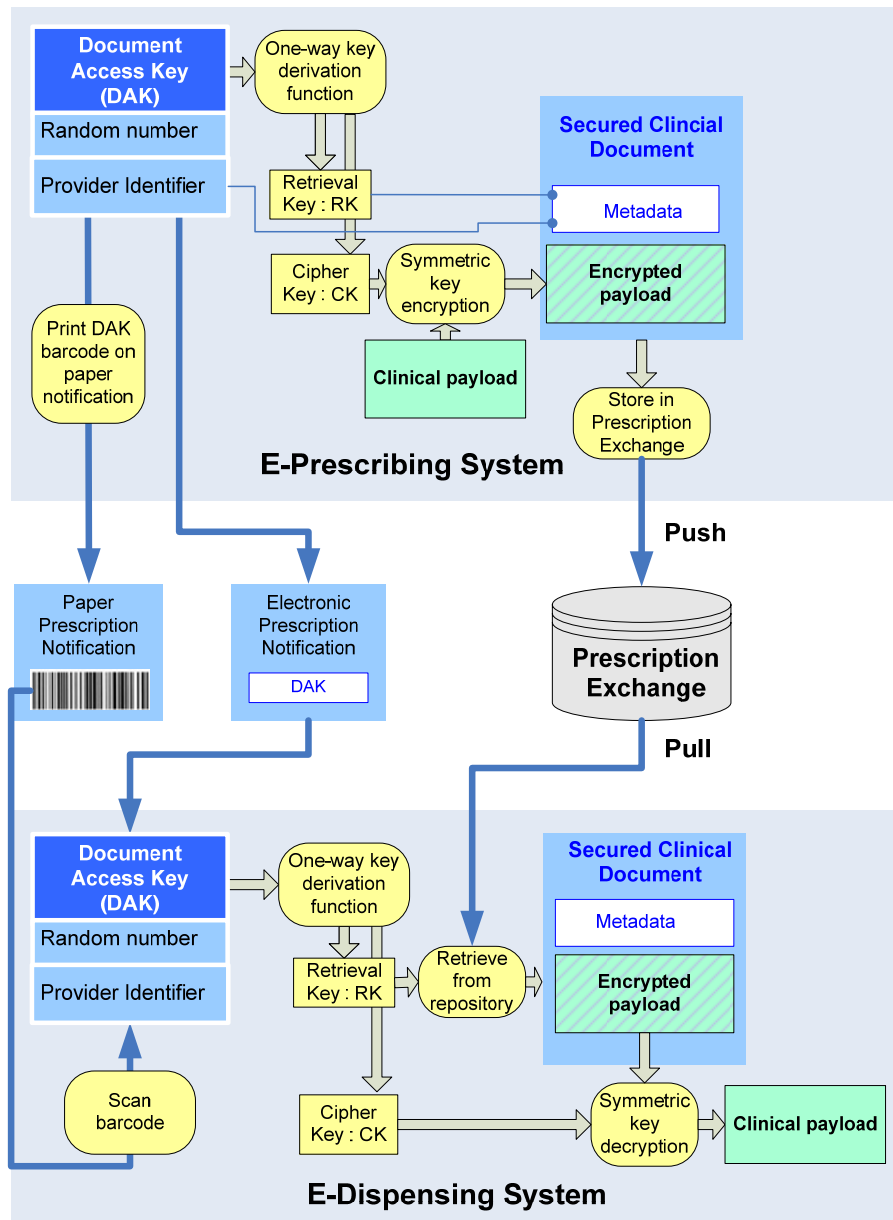 Document
Access Key
(DAK)
Random number
Provider Identifier
One-way key
derivation
function
Retrieval
Key : RK
Cipher
Key : CK
Symmetric
key
encryption
Clinical payload
Secured Clincial
Document
Metadata
Encrypted
payload
Store in
Prescription
Exchange
Print DAK
barcode on
paper
notification
E-Prescribing System
Push
Paper
Prescription
Notification
Electronic
Prescription
Notification
DAK
Prescription
Exchange
Pull
Document
Access Key
(DAK)
Random number
Provider Identifier
Scan
barcode
One-way key
derivation
function
Retrieval
Key : RK
Retrieve
from
repository
Cipher
Key : CK
Secured Clinical
Document
Metadata
Encrypted
payload
Symmetric
key
decryption
Clinical payload
E-Dispensing System